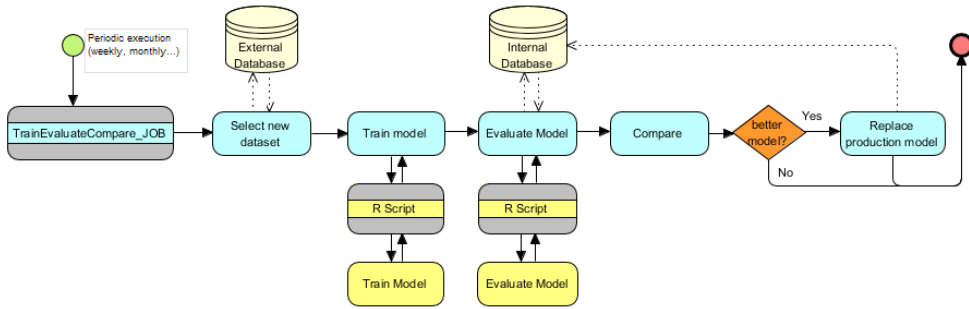 Periodic execution
(weekly, monthly...)
External
Database
Internal
Database
TrainEvaluateCompare_JOB
Select new
dataset
Train model
Evaluate Model
Compare
better
model?
Yes
No
Replace
production model
R Script
R Script
Train Model
Evaluate Model